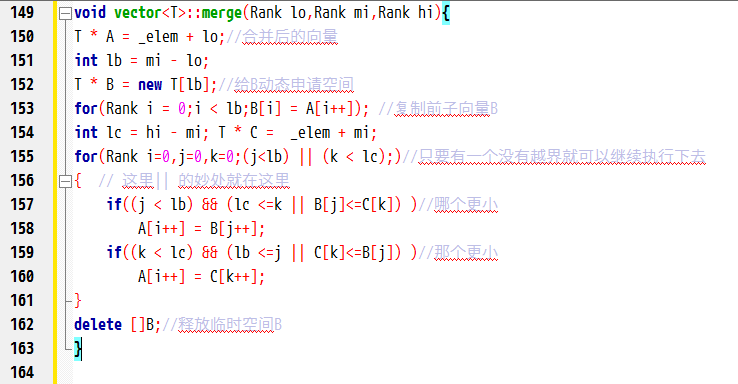 149 void vector<T>::merge(Rank lo,Rank mi,Rank hi){
150 T * A = _elem + lo;//合并后的向量
151 int lb = mi - lo;
152 T * B = new T[lb];//给B动态申请空间
153 for(Rank i = 0;i < lb;B[i] = A[i++]); //复制前子向量B
154 int lc = hi - mi; T * C =  _elem + mi;
155 for(Rank i=0,j=0,k=0;(j<lb) || (k < lc);)//只要有一个没有越界就可以继续执行下去
156 {  // 这里|| 的妙处就在这里
157     if((j < lb) && (lc <=k || B[j]<=C[k]) )//哪个更小
158         A[i++] = B[j++];
159     if((k < lc) && (lb <=j || C[k]<=B[j]) )//那个更小
160         A[i++] = C[k++];
161 }
162 delete []B;//释放临时空间B
163 }
164